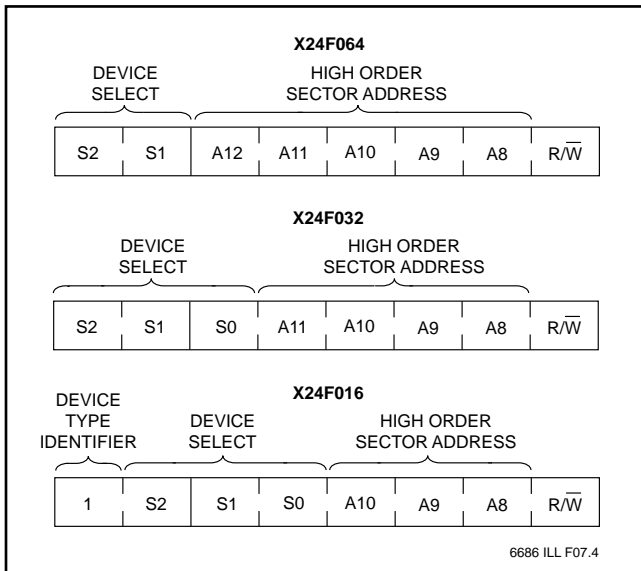 X24F064
DEVICE SELECT
HIGH ORDER SECTOR ADDRESS
S2 S1 A12 A11 A10 A9 A8 R/W̅
X24F032
DEVICE SELECT
HIGH ORDER SECTOR ADDRESS
S2 S1 S0 A11 A10 A9 A8 R/W̅
X24F016
DEVICE TYPE IDENTIFIER
DEVICE SELECT
HIGH ORDER SECTOR ADDRESS
1 S2 S1 S0 A10 A9 A8 R/W̅
6686 ILL F07.4